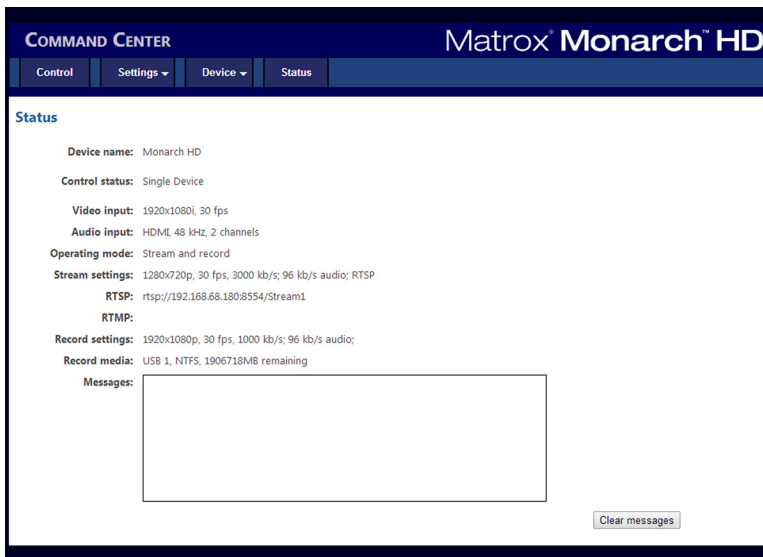 COMMAND CENTER
Matrox® Monarch™ HD
Control Settings Device Status
Status
Device name: Monarch HD
Control status: Single Device
Video input: 1920x1080i, 30 fps
Audio input: HDMI, 48 kHz, 2 channels
Operating mode: Stream and record
Stream settings: 1280x720p, 30 fps, 3000 kb/s; 96 kb/s audio; RTSP
RTSP: rtsp://192.168.68.180:8554/Stream1
RTMP:
Record settings: 1920x1080p, 30 fps, 1000 kb/s; 96 kb/s audio;
Record media: USB 1, NTFS, 1906718MB remaining
Messages:
Clear messages